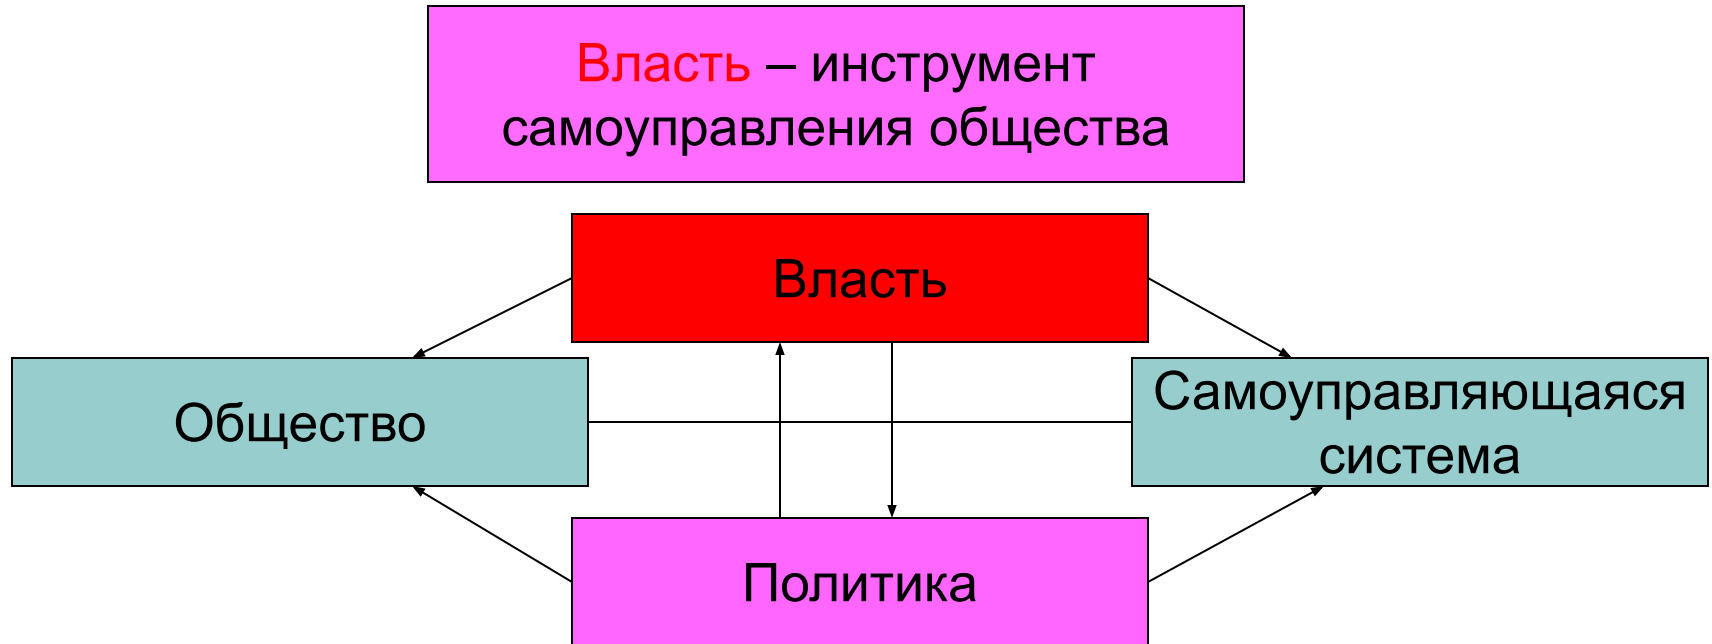 Власть – инструмент
самоуправления общества
Власть
Общество
Самоуправляющаяся
система
Политика